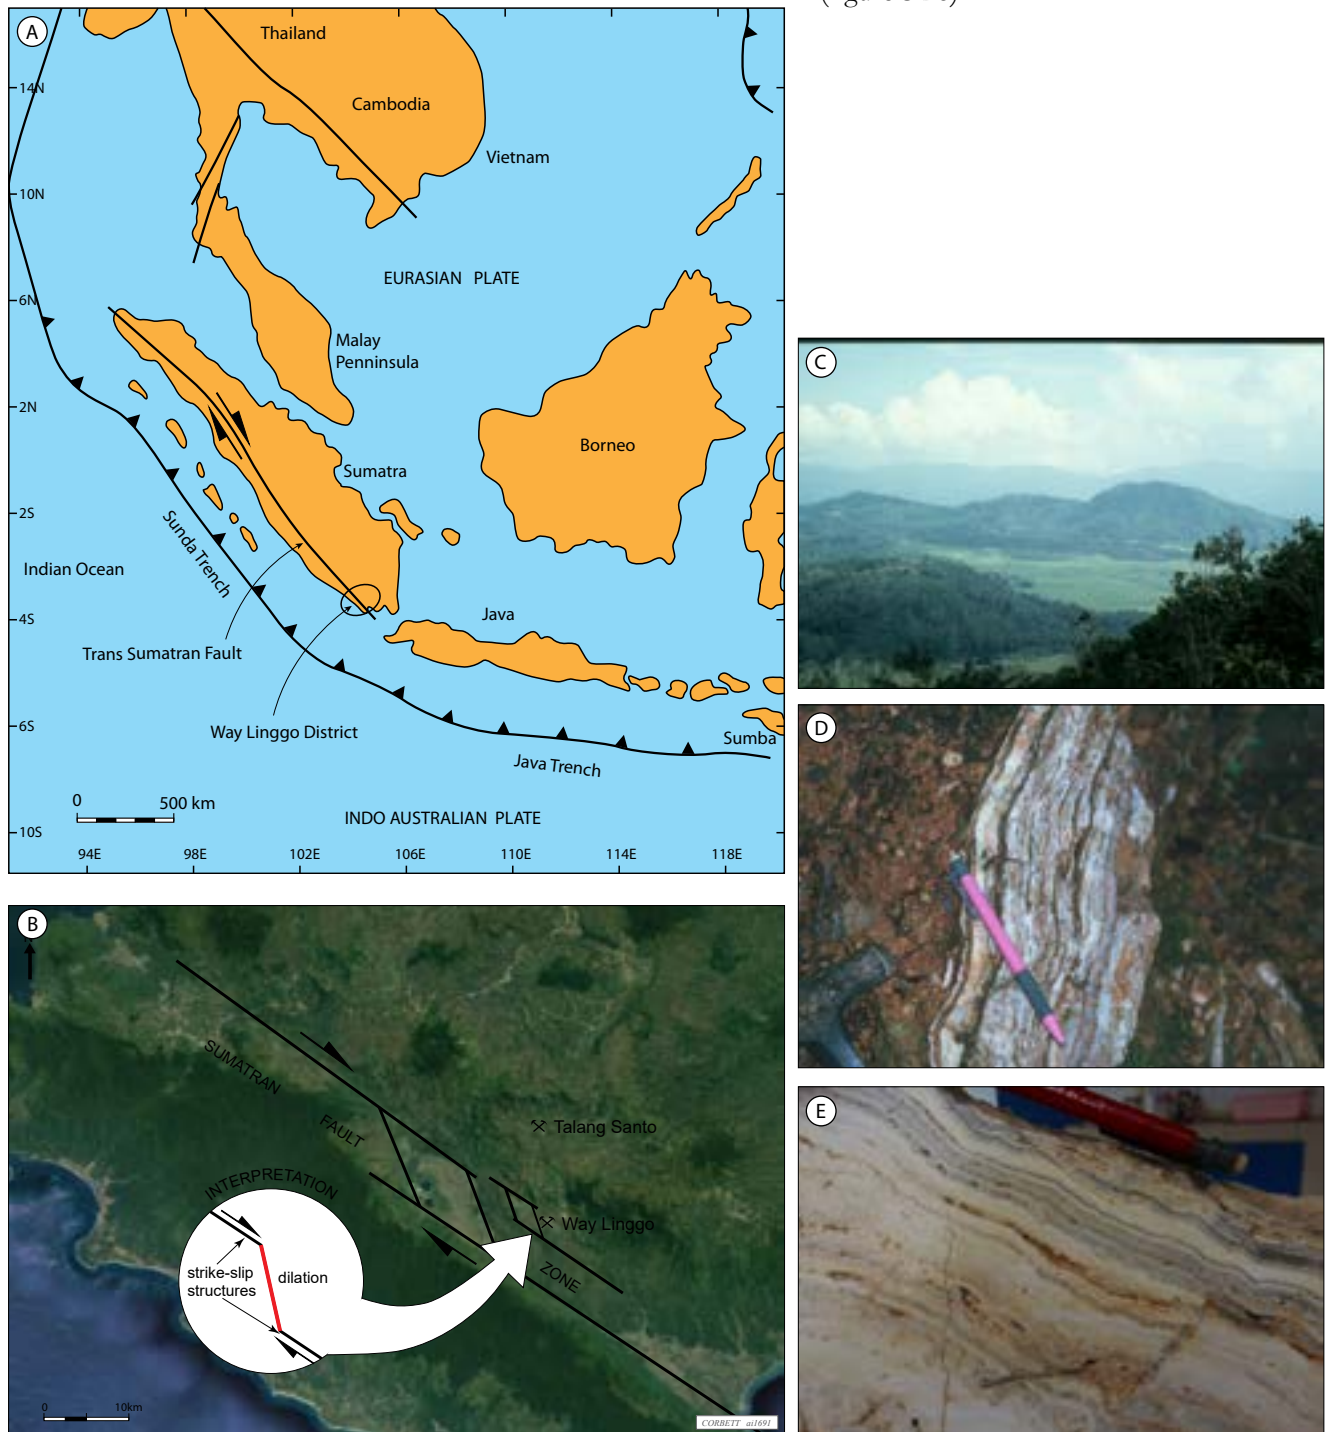 A
Thailand
Cambodia
Vietnam
14N
10N
6N
2N
2S
4S
6S
10S
EURASIAN PLATE
Malay
Penninsula
Borneo
Sumatra
Sunda Trench
Indian Ocean
Java
Trans Sumatran Fault
Way Linggo District
Sumba
Java Trench
0 500 km
INDO AUSTRALIAN PLATE
94E 98E 102E 106E 110E 114E 118E
B
SUMATRAN
FAULT
ZONE
Talang Santo
Way Linggo
INTERPRETATION
strike-slip
structures
dilation
0 10km
CORBETT ai1691
C
D
E